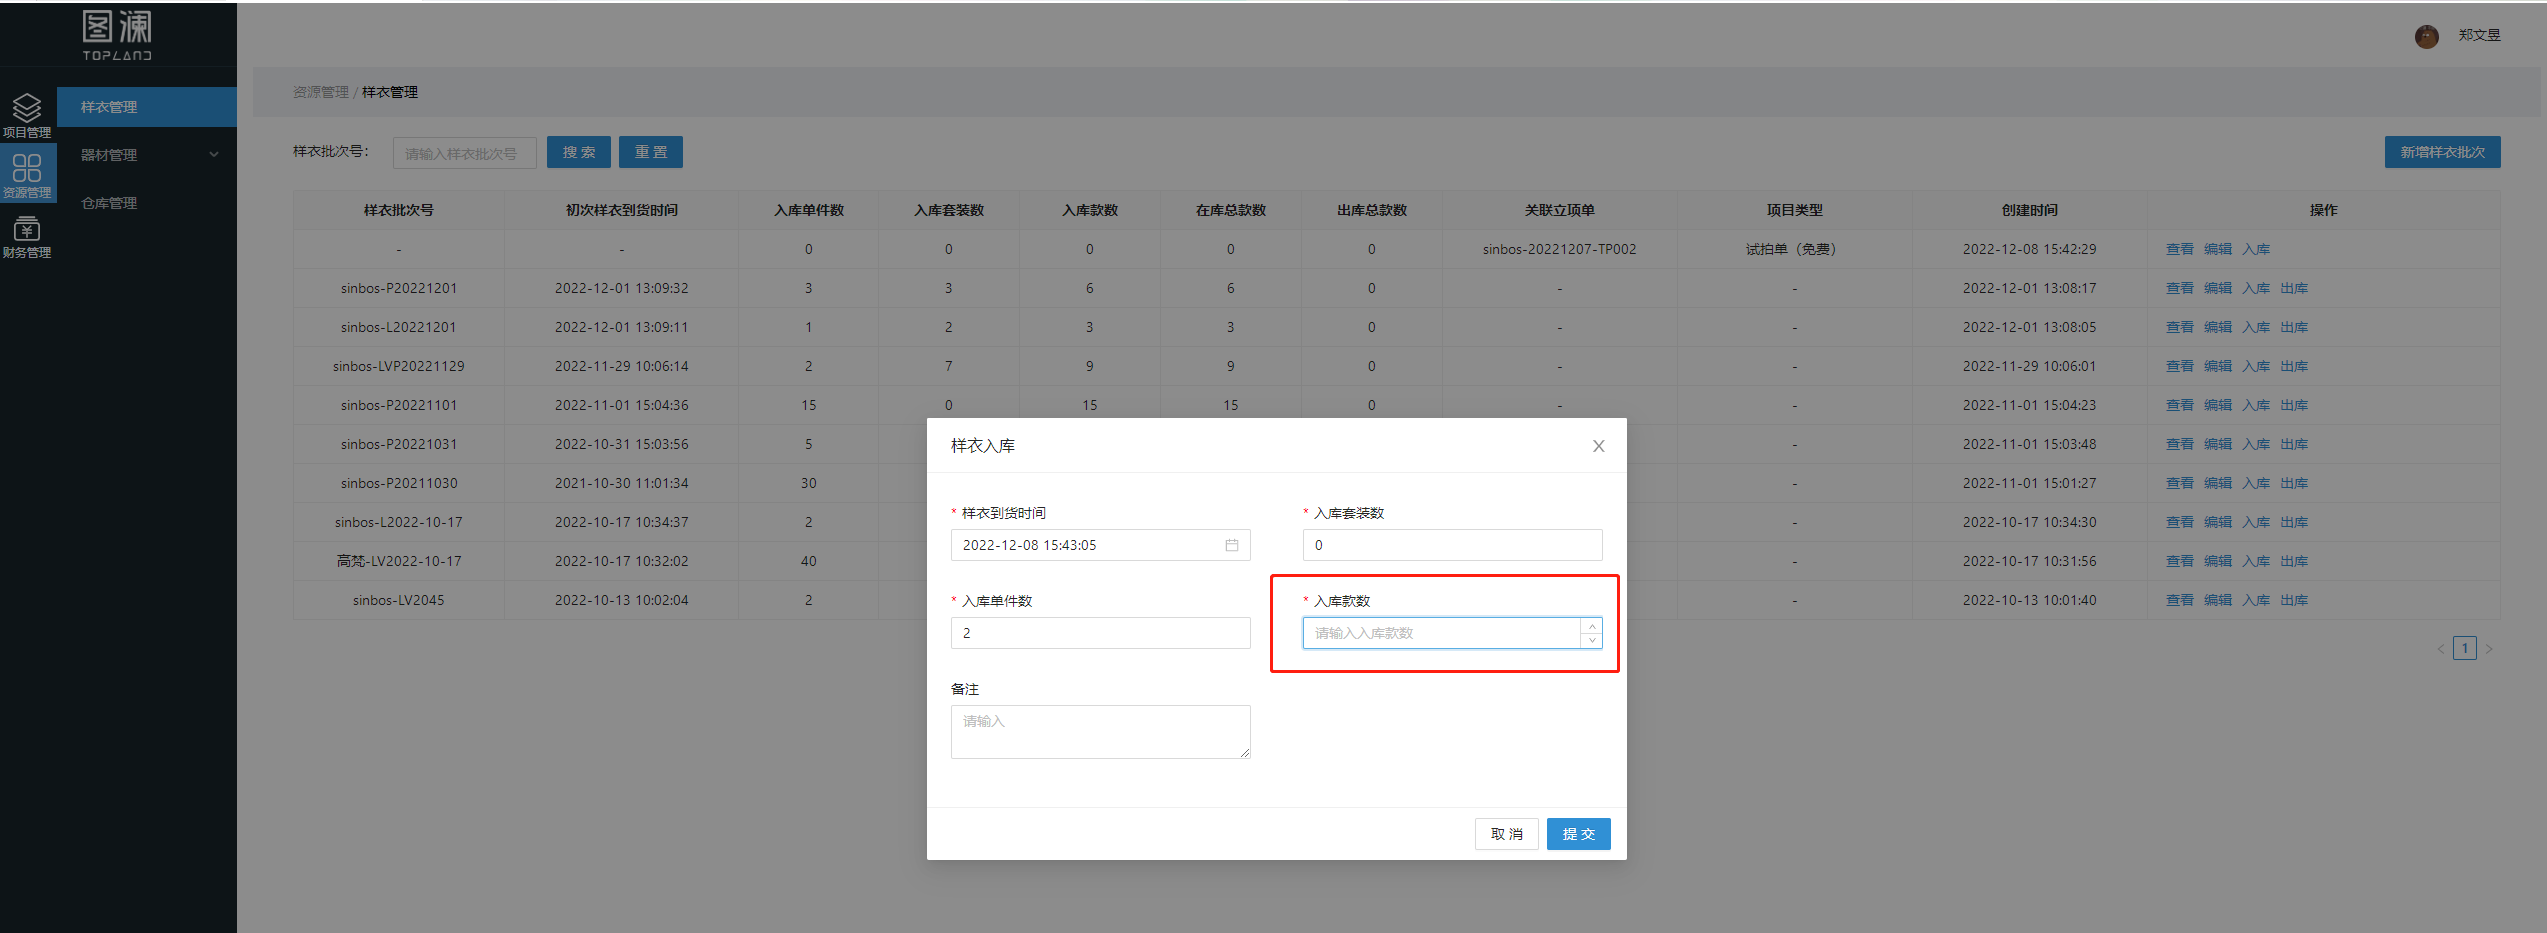 图澜
TOPLAND
郑文昱
项目管理
资源管理
财务管理
样衣管理
器材管理
仓库管理
资源管理 / 样衣管理
样衣批次号： 请输入样衣批次号 搜 索 重 置 新增样衣批次
样衣批次号 初次样衣到货时间 入库单件数 入库套装数 入库款数 在库总款数 出库总款数 关联立项单 项目类型 创建时间 操作
- - 0 0 0 0 0 sinbos-20221207-TP002 试拍单（免费） 2022-12-08 15:42:29 查看 编辑 入库
sinbos-P20221201 2022-12-01 13:09:32 3 3 6 6 0 - - 2022-12-01 13:08:17 查看 编辑 入库 出库
sinbos-L20221201 2022-12-01 13:09:11 1 2 3 3 0 - - 2022-12-01 13:08:05 查看 编辑 入库 出库
sinbos-LVP20221129 2022-11-29 10:06:14 2 7 9 9 0 - - 2022-11-29 10:06:01 查看 编辑 入库 出库
sinbos-P20221101 2022-11-01 15:04:36 15 0 15 15 0 - - 2022-11-01 15:04:23 查看 编辑 入库 出库
sinbos-P20221031 2022-10-31 15:03:56 5 - 2022-11-01 15:03:48 查看 编辑 入库 出库
sinbos-P20211030 2021-10-30 11:01:34 30 - 2022-11-01 15:01:27 查看 编辑 入库 出库
sinbos-L2022-10-17 2022-10-17 10:34:37 2 - 2022-10-17 10:34:30 查看 编辑 入库 出库
高梵-LV2022-10-17 2022-10-17 10:32:02 40 - 2022-10-17 10:31:56 查看 编辑 入库 出库
sinbos-LV2045 2022-10-13 10:02:04 2 - 2022-10-13 10:01:40 查看 编辑 入库 出库
< 1 >
样衣入库 X
* 样衣到货时间 * 入库套装数
2022-12-08 15:43:05 0
* 入库单件数 * 入库款数
2 请输入入库款数
备注
请输入
取 消 提 交